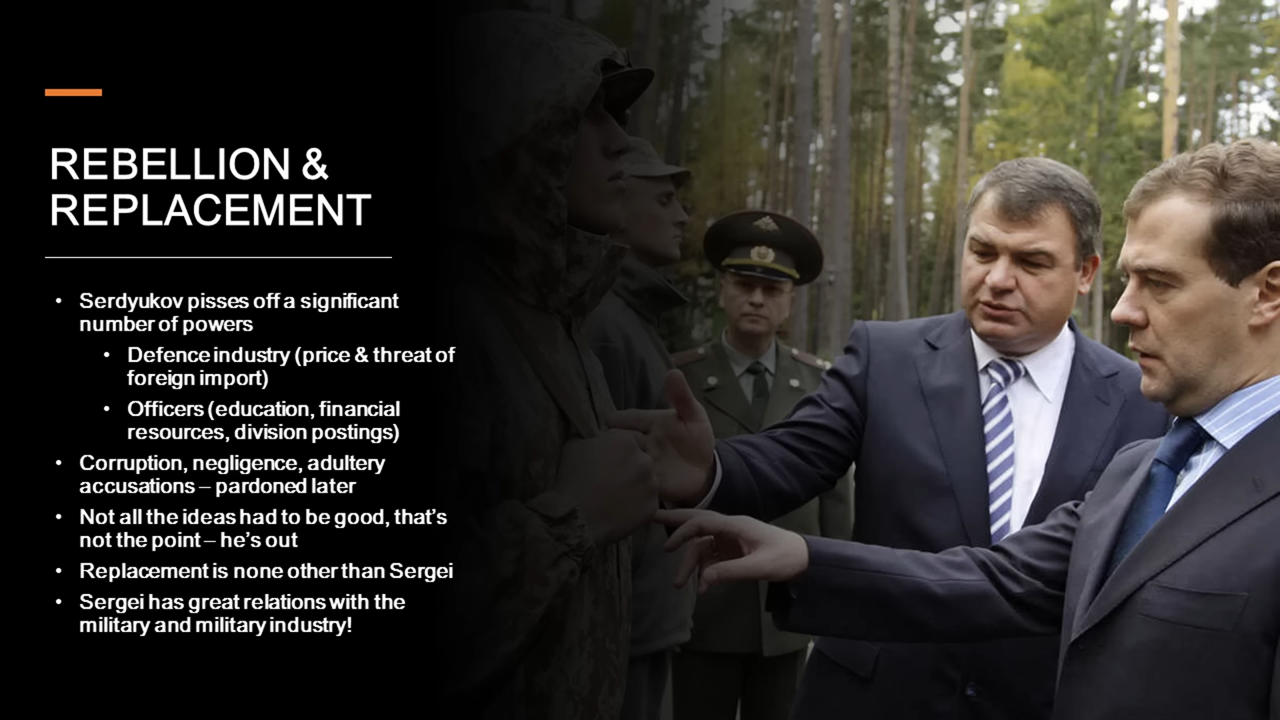 REBELLION &
REPLACEMENT
• Serdyukov pisses off a significant
number of powers
• Defence industry (price & threat of
foreign import)
• Officers (education, financial
resources, division postings)
• Corruption, negligence, adultery
accusations – pardoned later
• Not all the ideas had to be good, that's
not the point – he's out
• Replacement is none other than Sergei
• Sergei has great relations with the
military and military industry!